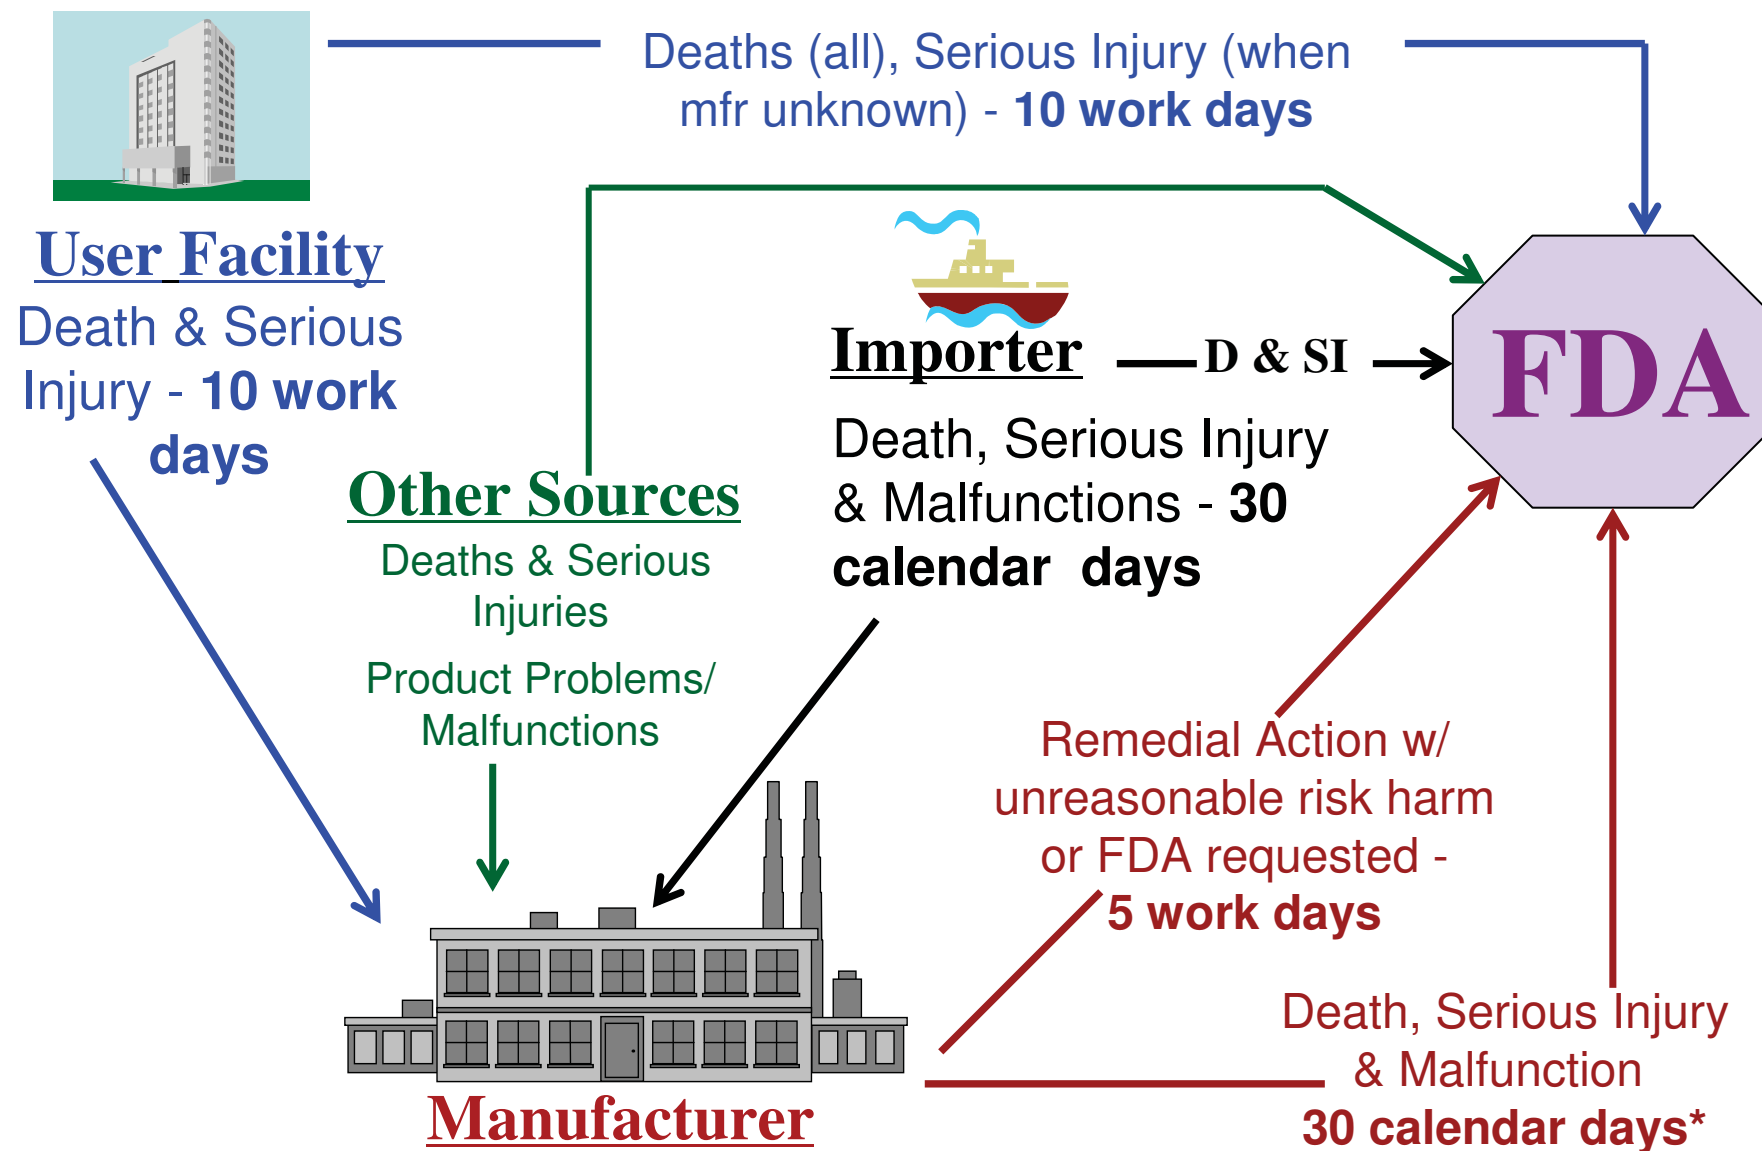 Deaths (all), Serious Injury (when
mfr unknown) - 10 work days
User Facility
Death & Serious
Injury - 10 work
days
Other Sources
Deaths & Serious
Injuries
Product Problems/
Malfunctions
Importer
D & SI
FDA
Death, Serious Injury
& Malfunctions - 30
calendar days
Remedial Action w/
unreasonable risk harm
or FDA requested -
5 work days
Death, Serious Injury
& Malfunction
30 calendar days*
Manufacturer